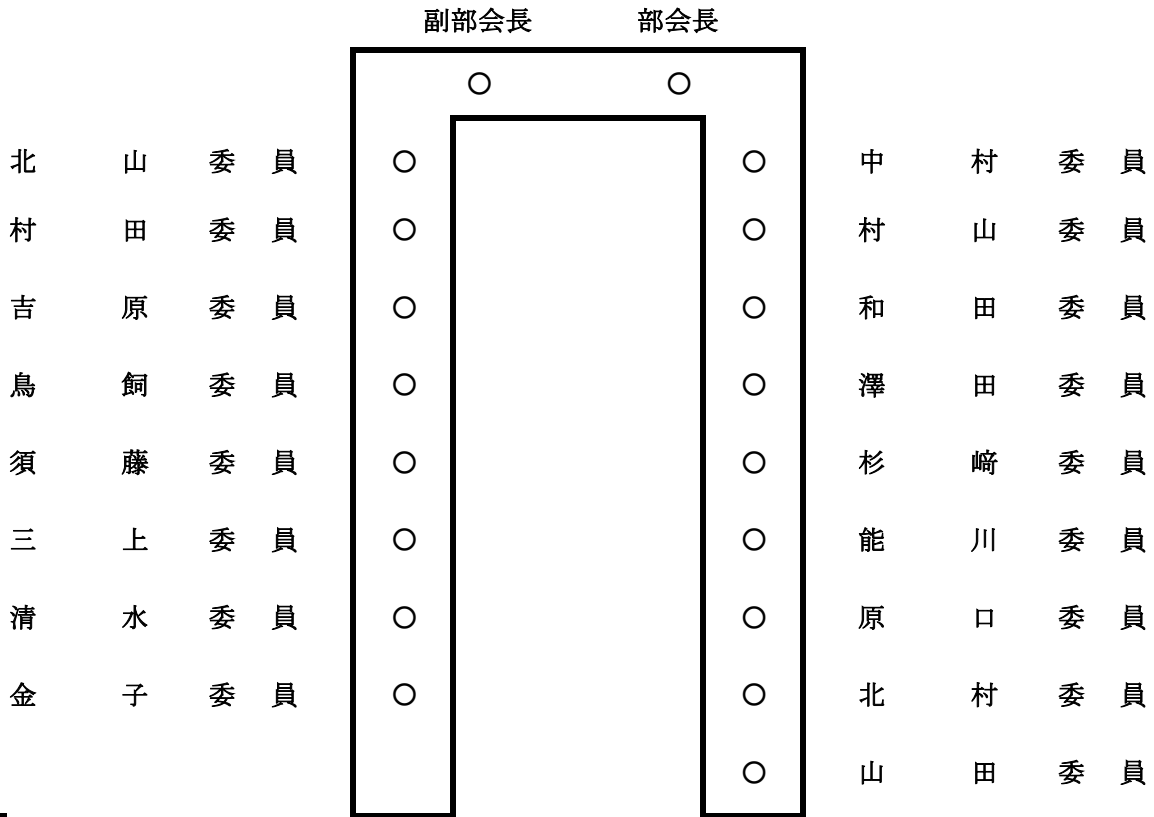 副部会長 部会長
○ ○
北山委員 ○ ○ 中村委員
村田委員 ○ ○ 村山委員
吉原委員 ○ ○ 和田委員
鳥飼委員 ○ ○ 澤田委員
須藤委員 ○ ○ 杉﨑委員
三上委員 ○ ○ 能川委員
清水委員 ○ ○ 原口委員
金子委員 ○ ○ 北村委員
○ 山田委員